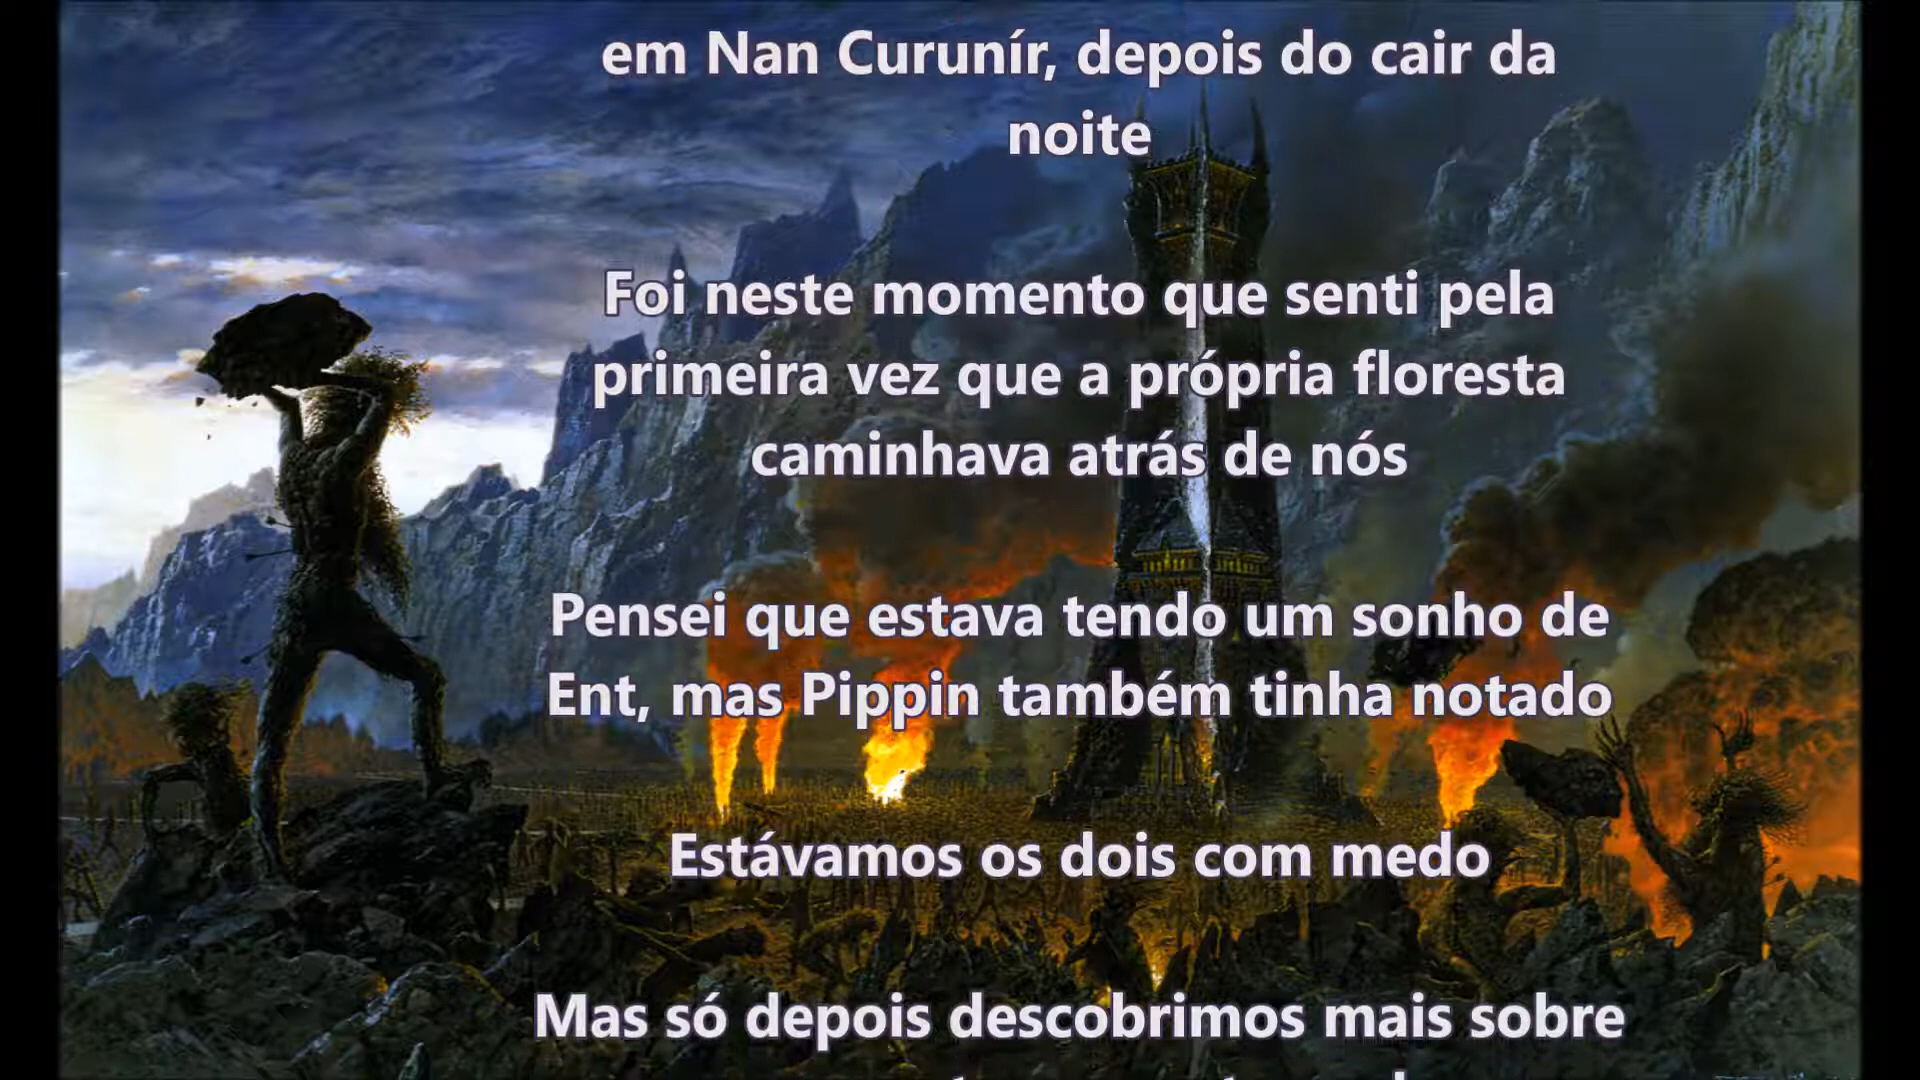 em Nan Curunír, depois do cair da
noite
Foi neste momento que senti pela
primeira vez que a própria floresta
caminhava atrás de nós
Pensei que estava tendo um sonho de
Ent, mas Pippin também tinha notado
Estávamos os dois com medo
Mas só depois descobrimos mais sobre